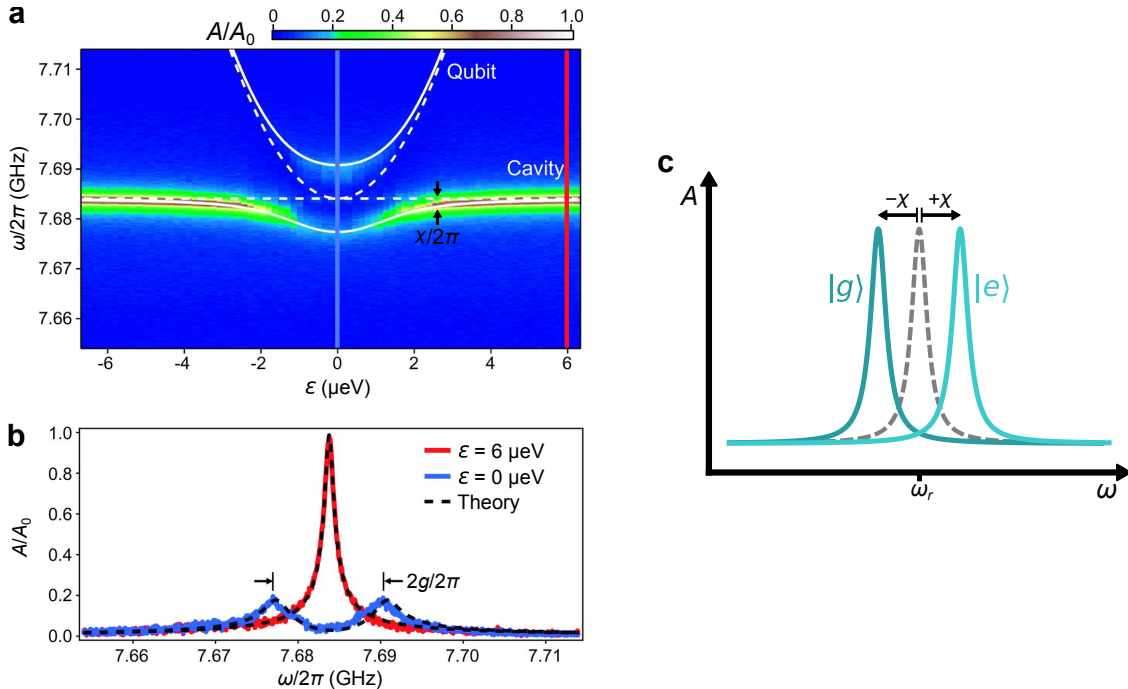 a
A/A₀
0 0.2 0.4 0.6 0.8 1.0
7.71
7.70
7.69
7.68
7.67
7.66
ω/2π (GHz)
Qubit
Cavity
χ/2π
-6 -4 -2 0 2 4 6
ε (µeV)
b
1.0
0.8
0.6
0.4
0.2
0.0
A/A₀
ε = 6 µeV
ε = 0 µeV
Theory
2g/2π
7.66 7.67 7.68 7.69 7.70 7.71
ω/2π (GHz)
c
A
−χ +χ
|g⟩ |e⟩
ωᵣ
ω